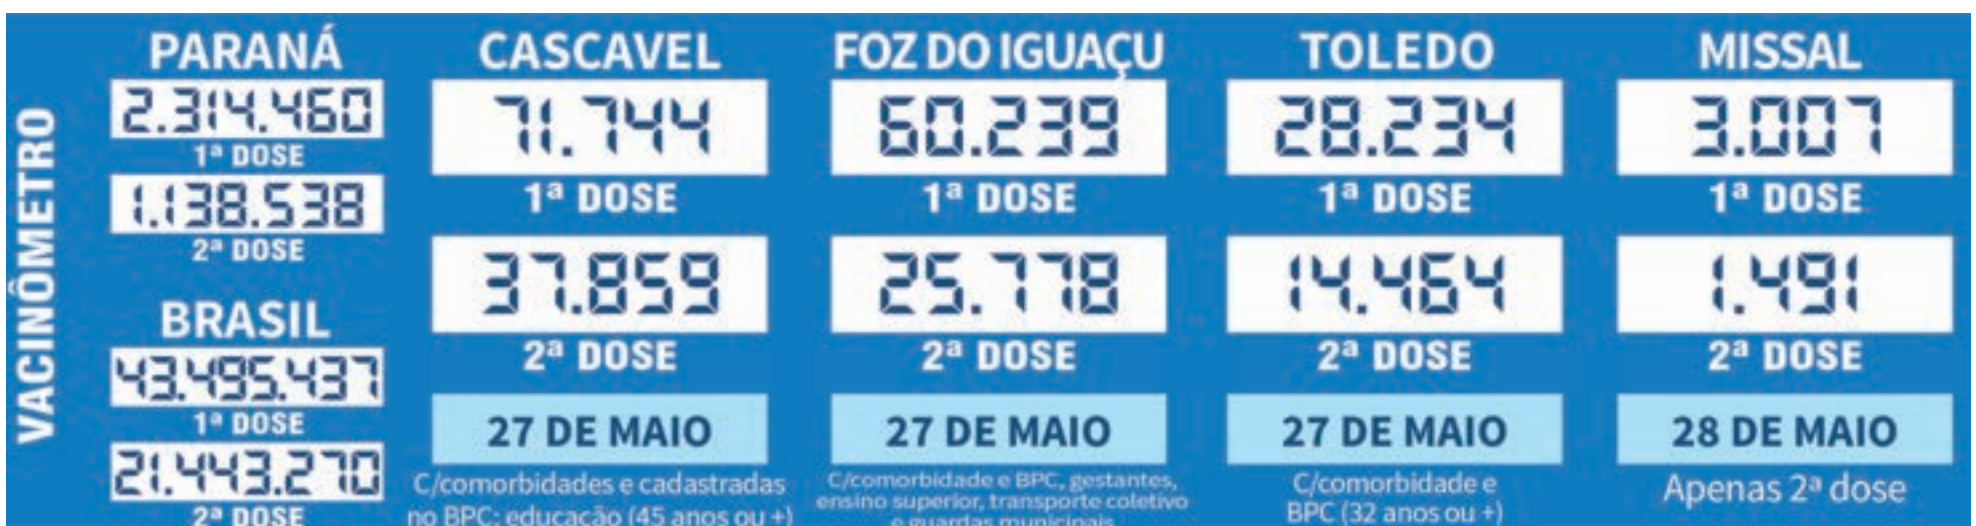 VACINÔMETRO
PARANÁ
2.314.460
1ª DOSE
1.138.538
2ª DOSE
BRASIL
43.495.437
1ª DOSE
21.443.270
2ª DOSE
CASCAVEL
71.744
1ª DOSE
37.859
2ª DOSE
27 DE MAIO
C/comorbidades e cadastradas
no BPC; educação (45 anos ou +)
FOZ DO IGUAÇU
60.239
1ª DOSE
25.778
2ª DOSE
27 DE MAIO
C/comorbidade e BPC, gestantes,
ensino superior, transporte coletivo
e guardas municipais
TOLEDO
28.234
1ª DOSE
14.464
2ª DOSE
27 DE MAIO
C/comorbidade e
BPC (32 anos ou +)
MISSAL
3.007
1ª DOSE
1.491
2ª DOSE
28 DE MAIO
Apenas 2ª dose